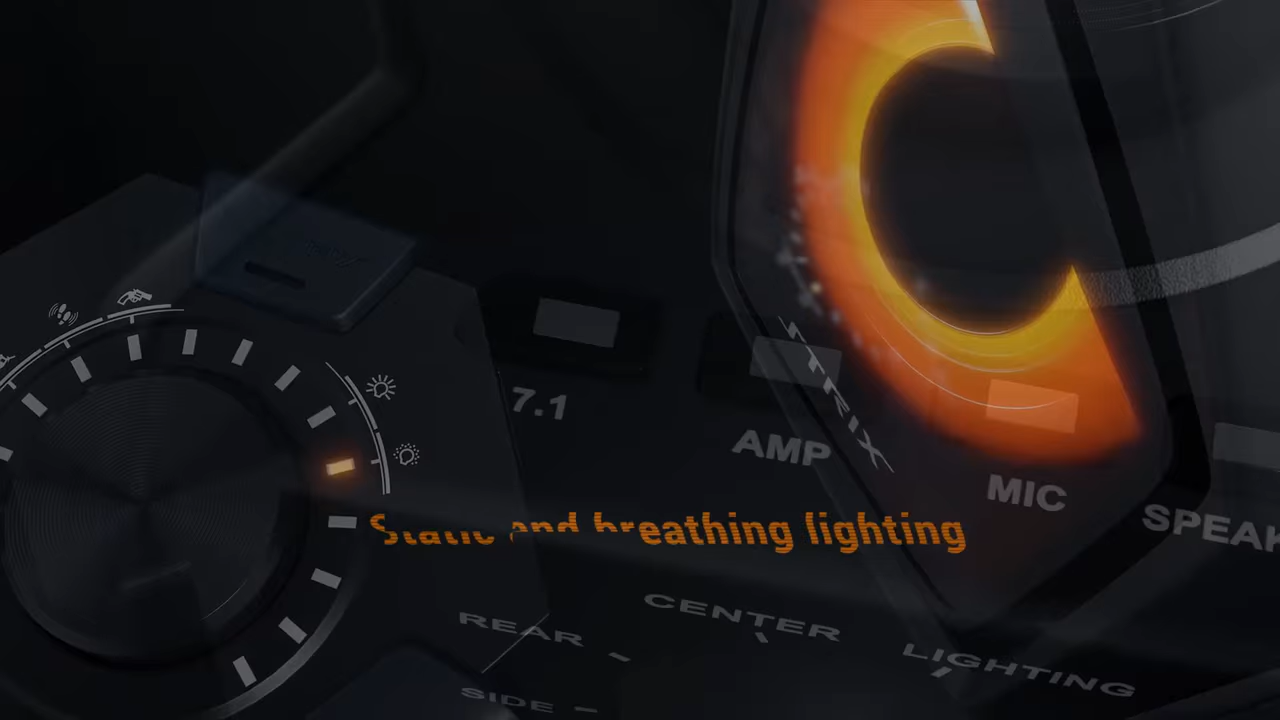 7.1
AMP
MIC
Static and breathing lighting
REAR
CENTER
LIGHTING
SIDE